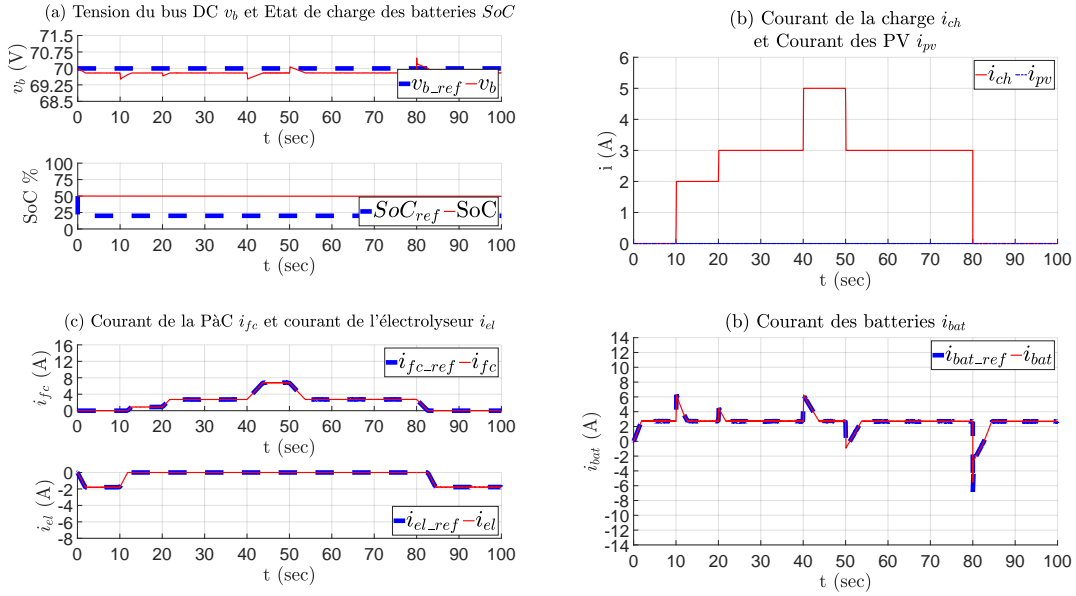 (a) Tension du bus DC v_b et Etat de charge des batteries SoC
71.5
70.75
70
69.25
68.5
v_b (V)
v_b_ref v_b
0 10 20 30 40 50 60 70 80 90 100
t (sec)
100
75
50
25
0
SoC %
SoC_ref SoC
0 10 20 30 40 50 60 70 80 90 100
t (sec)
(b) Courant de la charge i_ch
et Courant des PV i_pv
6
5
4
3
2
1
0
i (A)
i_ch i_pv
0 10 20 30 40 50 60 70 80 90 100
t (sec)
(c) Courant de la PàC i_fc et courant de l'électrolyseur i_el
16
12
8
4
0
i_fc (A)
i_fc_ref i_fc
0 10 20 30 40 50 60 70 80 90 100
t (sec)
0
-2
-4
-6
-8
i_el (A)
i_el_ref i_el
0 10 20 30 40 50 60 70 80 90 100
t (sec)
(b) Courant des batteries i_bat
14
12
10
8
6
4
2
0
-2
-4
-6
-8
-10
-12
-14
i_bat (A)
i_bat_ref i_bat
0 10 20 30 40 50 60 70 80 90 100
t (sec)